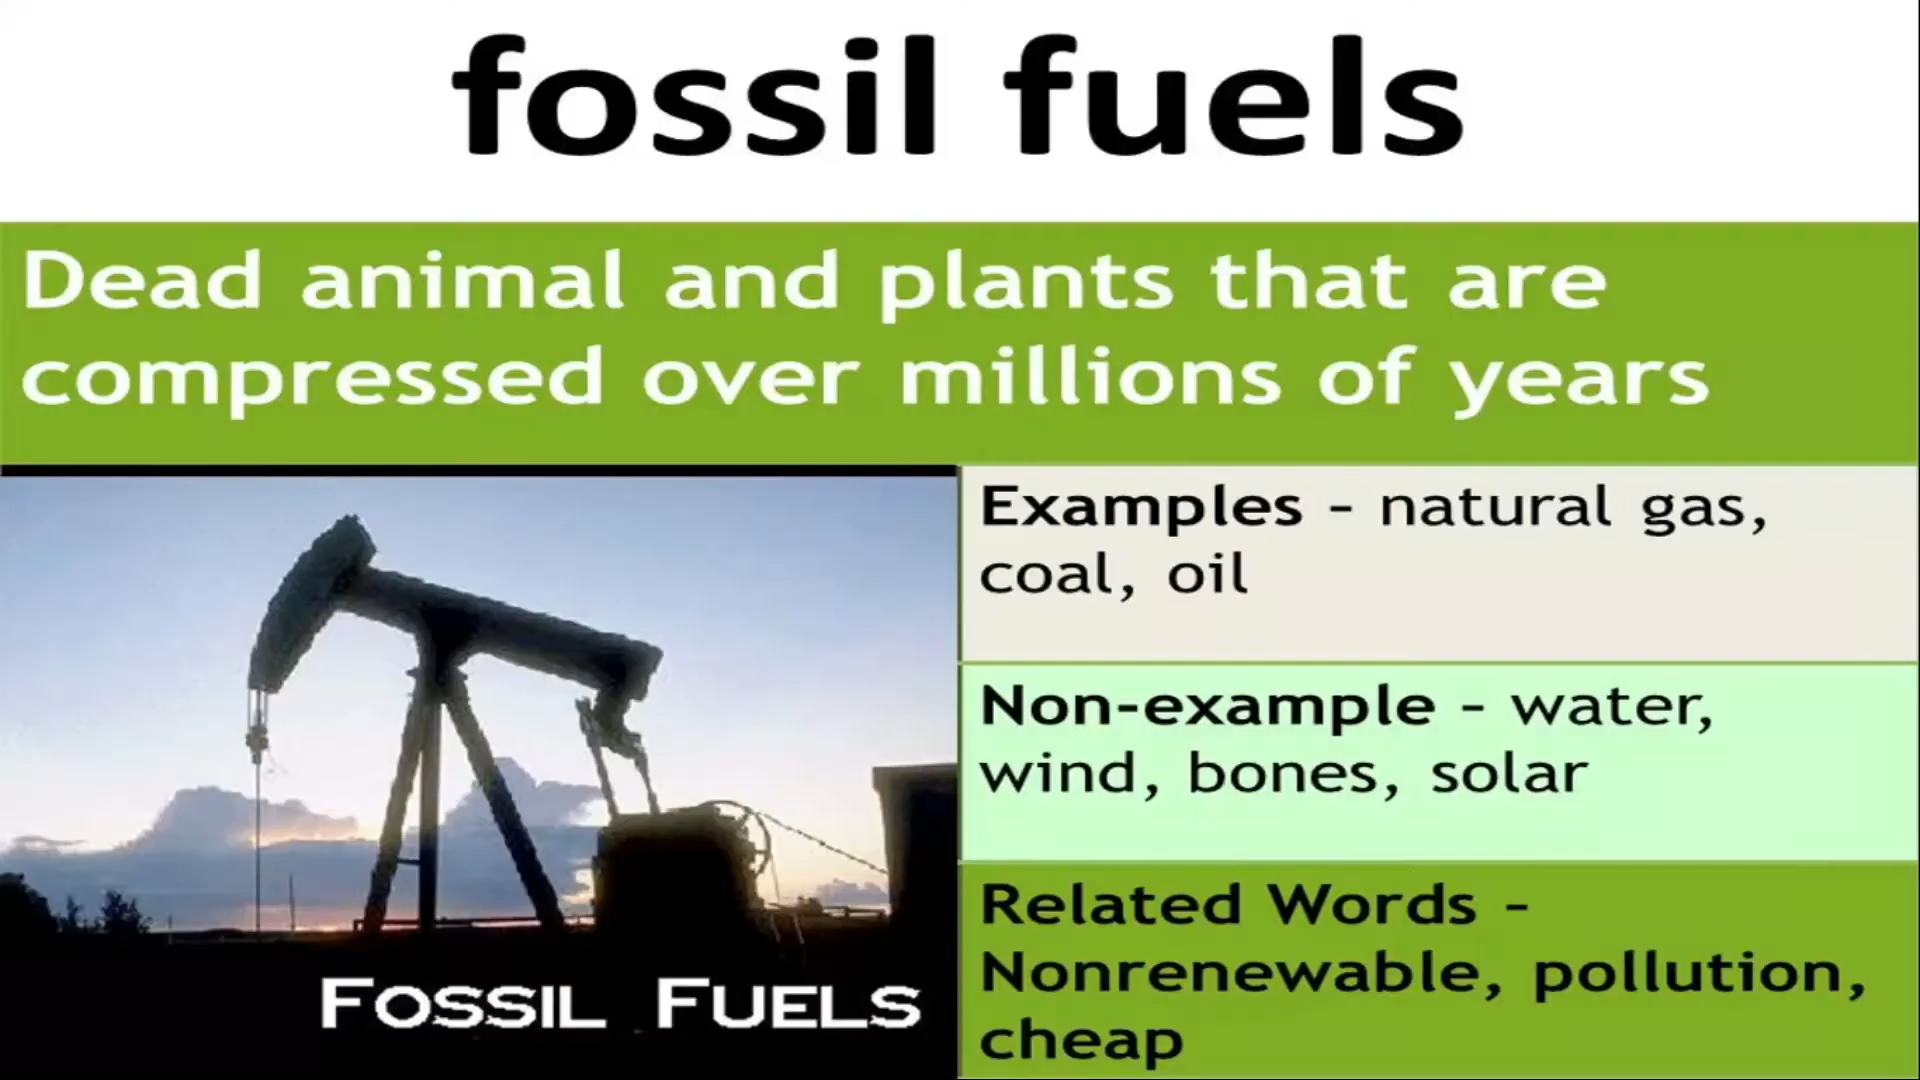 fossil fuels
Dead animal and plants that are
compressed over millions of years
Examples - natural gas,
coal, oil
Non-example - water,
wind, bones, solar
Related Words -
Nonrenewable, pollution,
cheap
FOSSIL FUELS